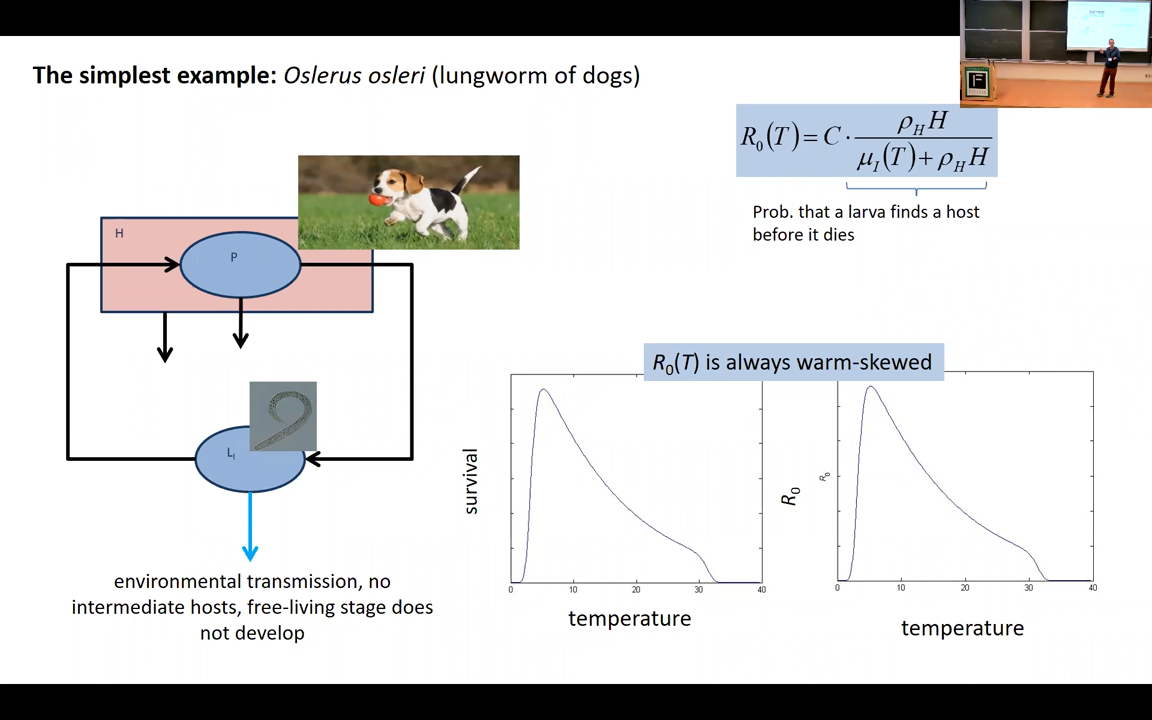 The simplest example: Oslerus osleri (lungworm of dogs)
R₀(T) = C · ρ_H H / (μ_I(T) + ρ_H H)
Prob. that a larva finds a host
before it dies
H
P
L_I
environmental transmission, no
intermediate hosts, free-living stage does
not develop
R₀(T) is always warm-skewed
survival
0 10 20 30 40
temperature
R₀
R₀
0 10 20 30 40
temperature
F